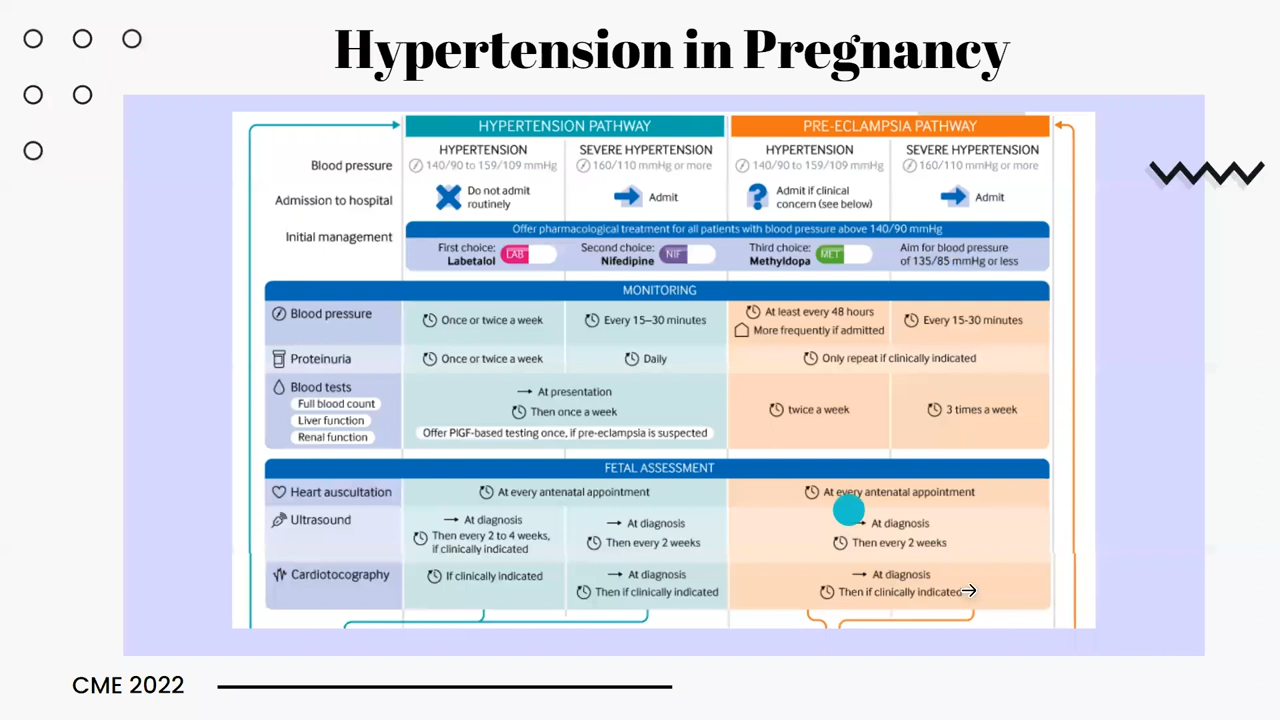 Hypertension in Pregnancy
HYPERTENSION PATHWAY
PRE-ECLAMPSIA PATHWAY
Blood pressure
HYPERTENSION
140/90 to 159/109 mmHg
SEVERE HYPERTENSION
160/110 mmHg or more
HYPERTENSION
140/90 to 159/109 mmHg
SEVERE HYPERTENSION
160/110 mmHg or more
Admission to hospital
Do not admit
routinely
Admit
Admit if clinical
concern (see below)
Admit
Initial management
Offer pharmacological treatment for all patients with blood pressure above 140/90 mmHg
First choice:
Labetalol
LAB
Second choice:
Nifedipine
NIF
Third choice:
Methyldopa
MET
Aim for blood pressure
of 135/85 mmHg or less
MONITORING
Blood pressure
Once or twice a week
Every 15–30 minutes
At least every 48 hours
More frequently if admitted
Every 15-30 minutes
Proteinuria
Once or twice a week
Daily
Only repeat if clinically indicated
Blood tests
Full blood count
Liver function
Renal function
At presentation
Then once a week
Offer PlGF-based testing once, if pre-eclampsia is suspected
twice a week
3 times a week
FETAL ASSESSMENT
Heart auscultation
At every antenatal appointment
At every antenatal appointment
Ultrasound
At diagnosis
Then every 2 to 4 weeks,
if clinically indicated
At diagnosis
Then every 2 weeks
At diagnosis
Then every 2 weeks
Cardiotocography
If clinically indicated
At diagnosis
Then if clinically indicated
At diagnosis
Then if clinically indicated
CME 2022